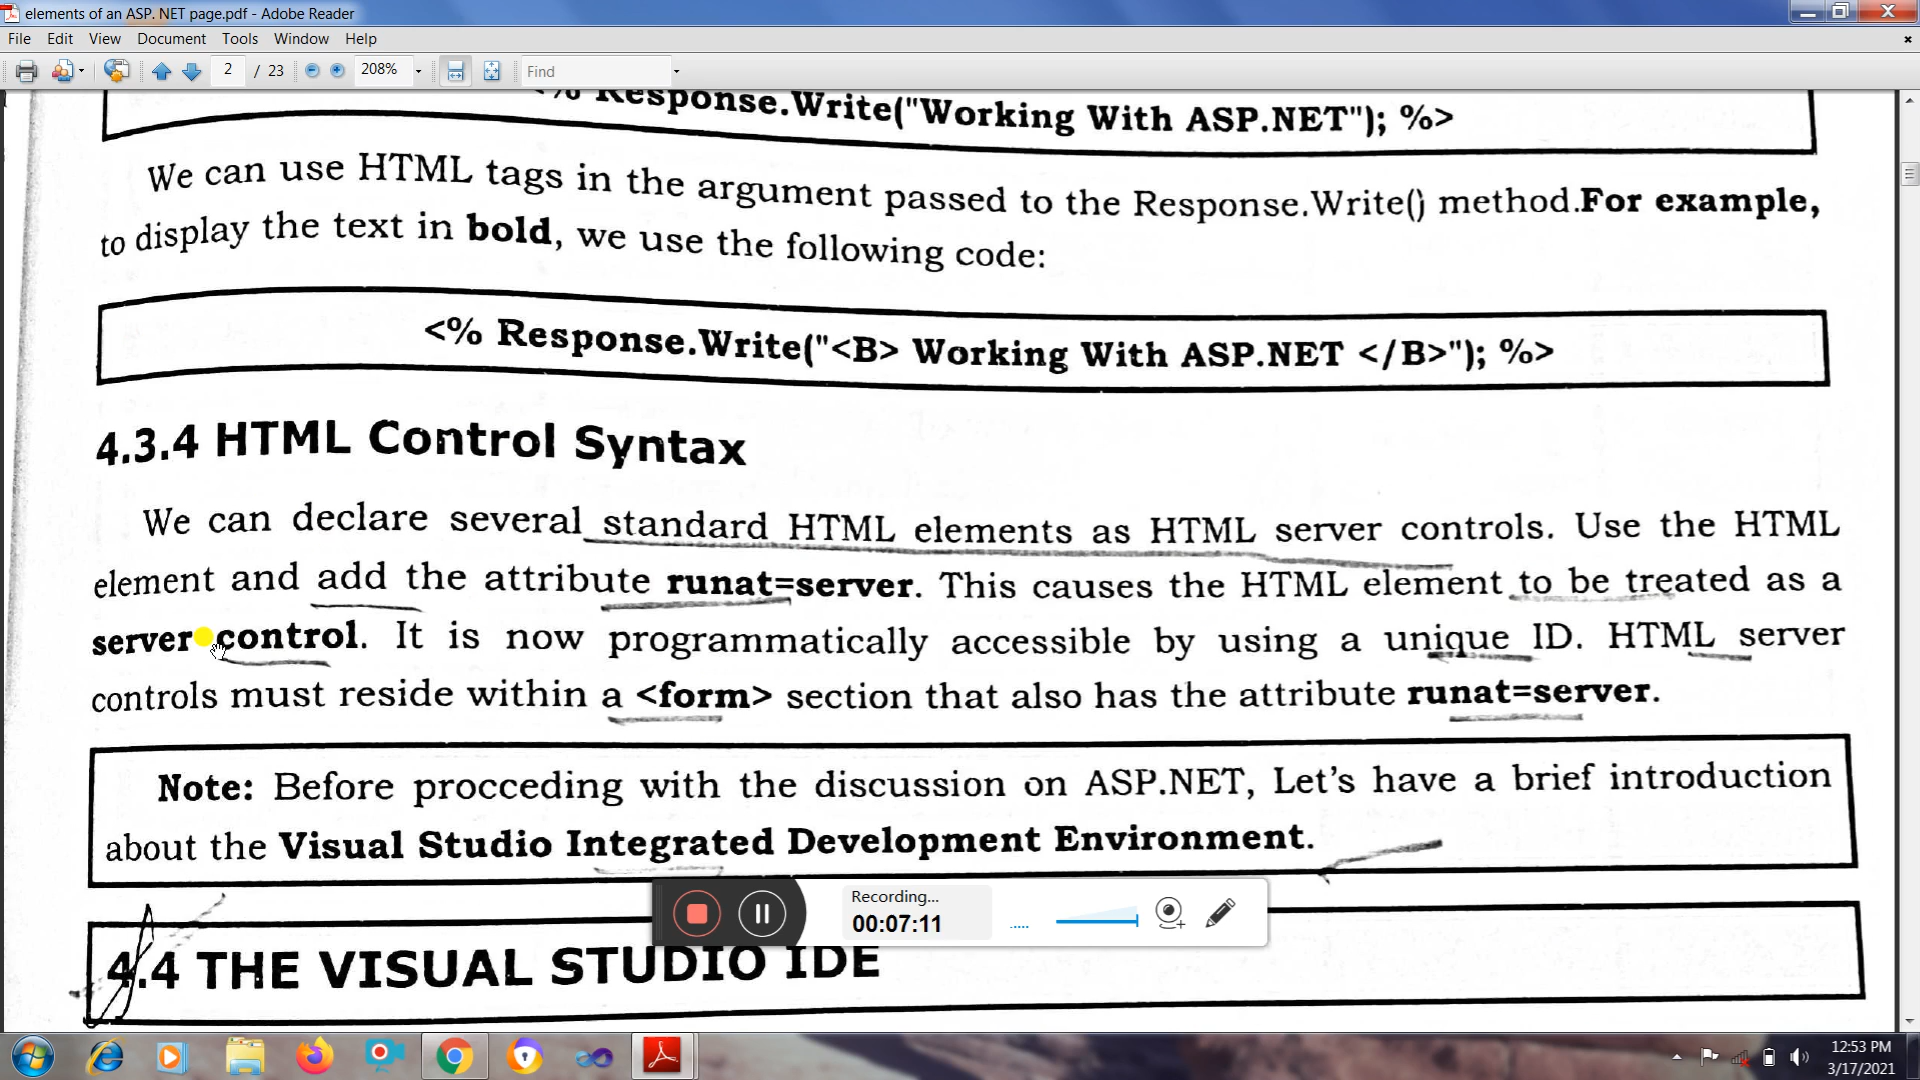 elements of an ASP. NET page.pdf - Adobe Reader
File Edit View Document Tools Window Help
2 / 23 208% Find
<% Response.Write("Working With ASP.NET"); %>
We can use HTML tags in the argument passed to the Response.Write() method.For example,
to display the text in bold, we use the following code:
<% Response.Write("<B> Working With ASP.NET </B>"); %>
4.3.4 HTML Control Syntax
We can declare several standard HTML elements as HTML server controls. Use the HTML
element and add the attribute runat=server. This causes the HTML element to be treated as a
server control. It is now programmatically accessible by using a unique ID. HTML server
controls must reside within a <form> section that also has the attribute runat=server.
Note: Before procceding with the discussion on ASP.NET, Let's have a brief introduction
about the Visual Studio Integrated Development Environment.
Recording...
00:07:11
4.4 THE VISUAL STUDIO IDE
12:53 PM
3/17/2021